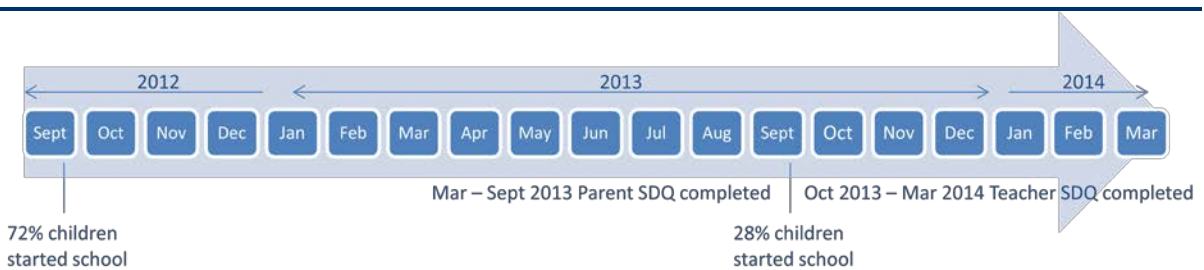 2012 2013 2014
Sept Oct Nov Dec Jan Feb Mar Apr May Jun Jul Aug Sept Oct Nov Dec Jan Feb Mar
Mar – Sept 2013 Parent SDQ completed Oct 2013 – Mar 2014 Teacher SDQ completed
72% children
started school
28% children
started school